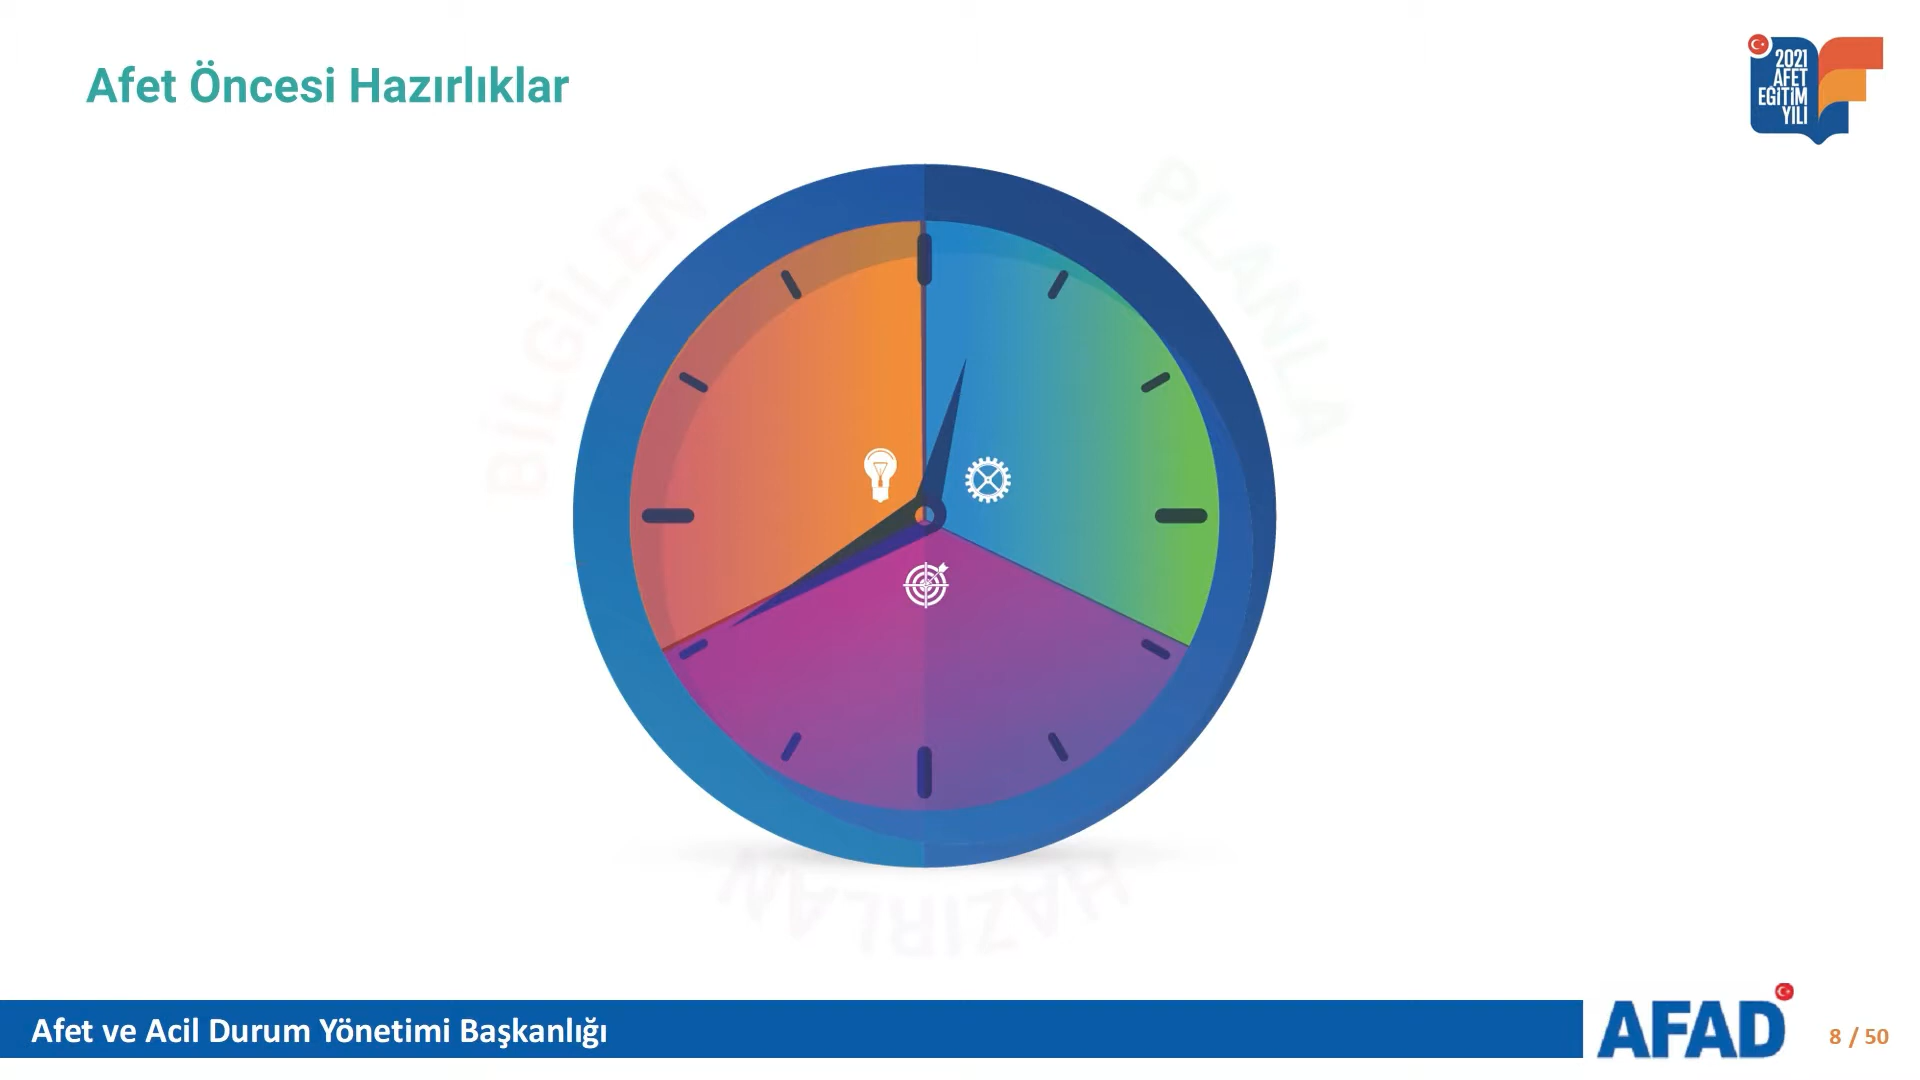 Afet Öncesi Hazırlıklar
2021
AFET
EĞİTİM
YILI
BİLGİLEN
PLANLA
HAZIRLAN
Afet ve Acil Durum Yönetimi Başkanlığı
AFAD
8 / 50